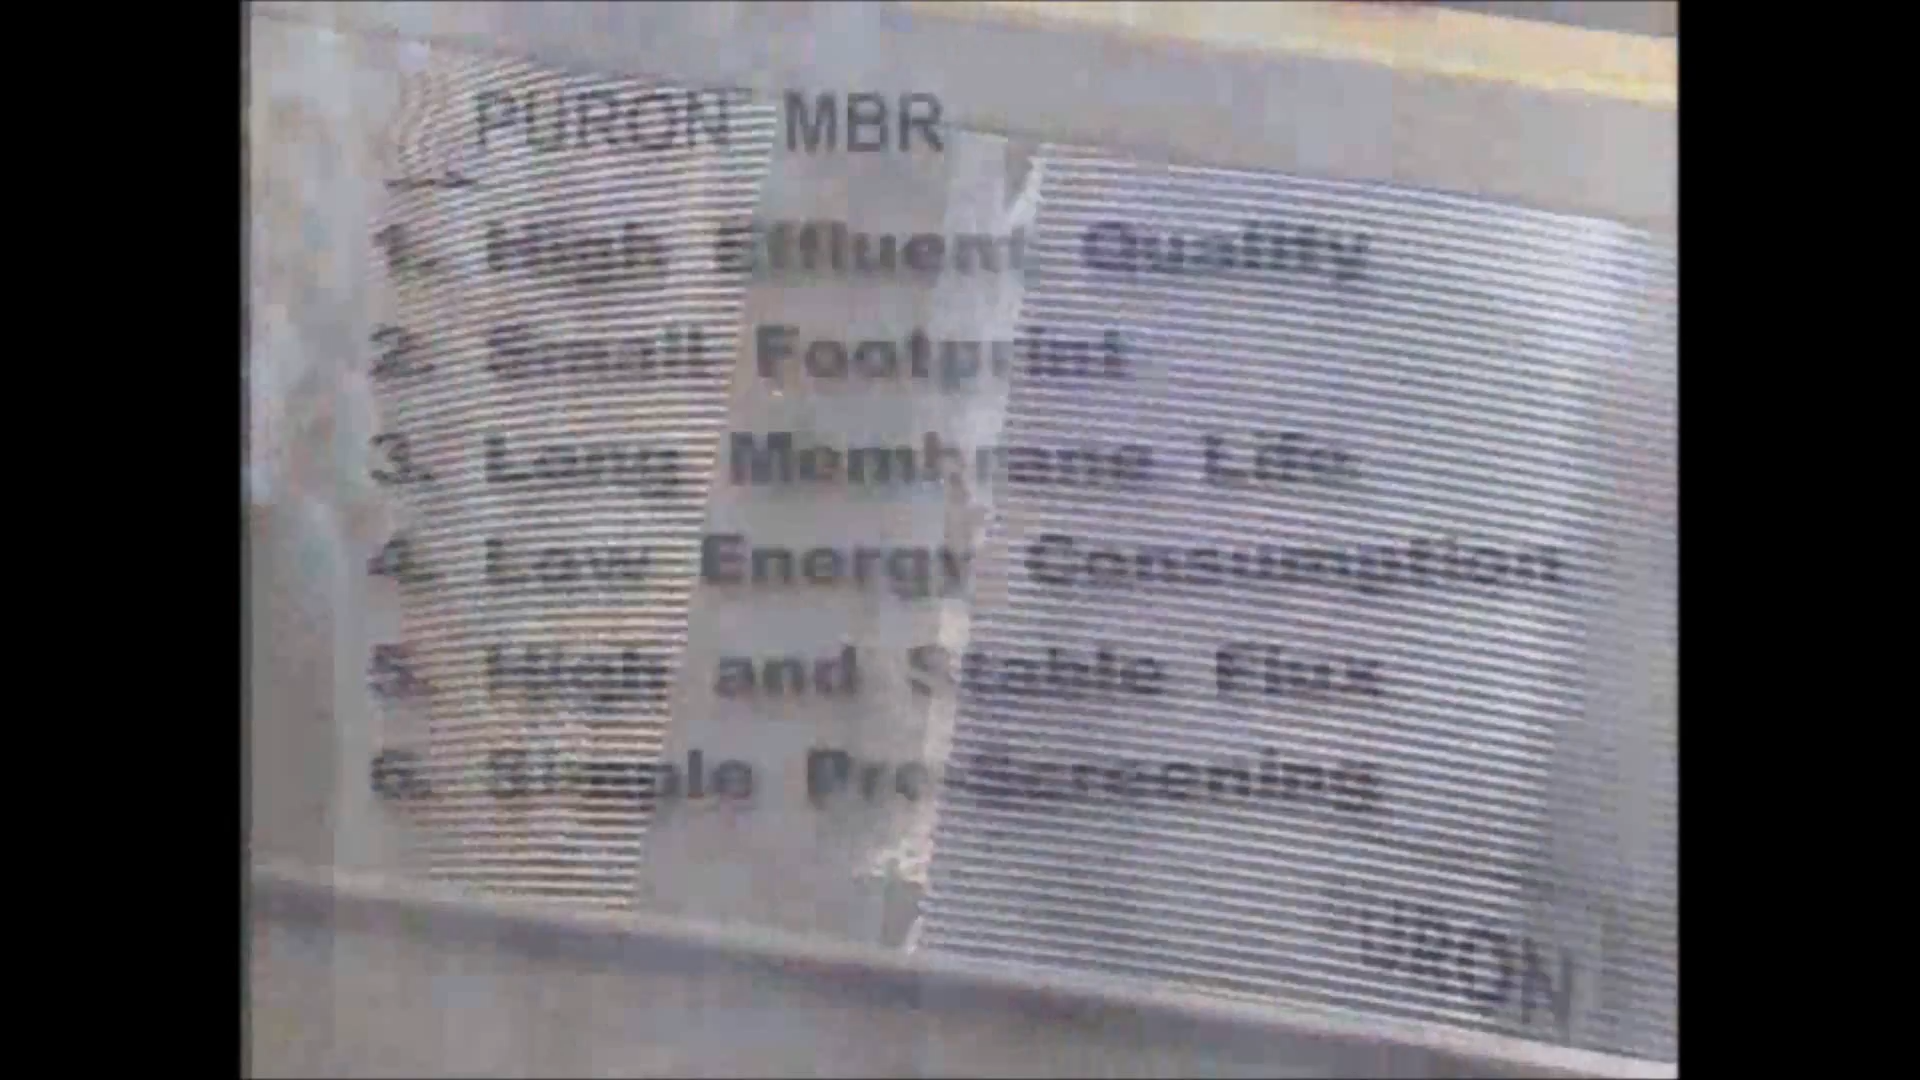 PURON MBR
1. High Effluent Quality
2. Small Footprint
3. Long Membrane Life
4. Low Energy Consumption
5. High and Stable Flux
6. Simple Pre-Screening
PURON